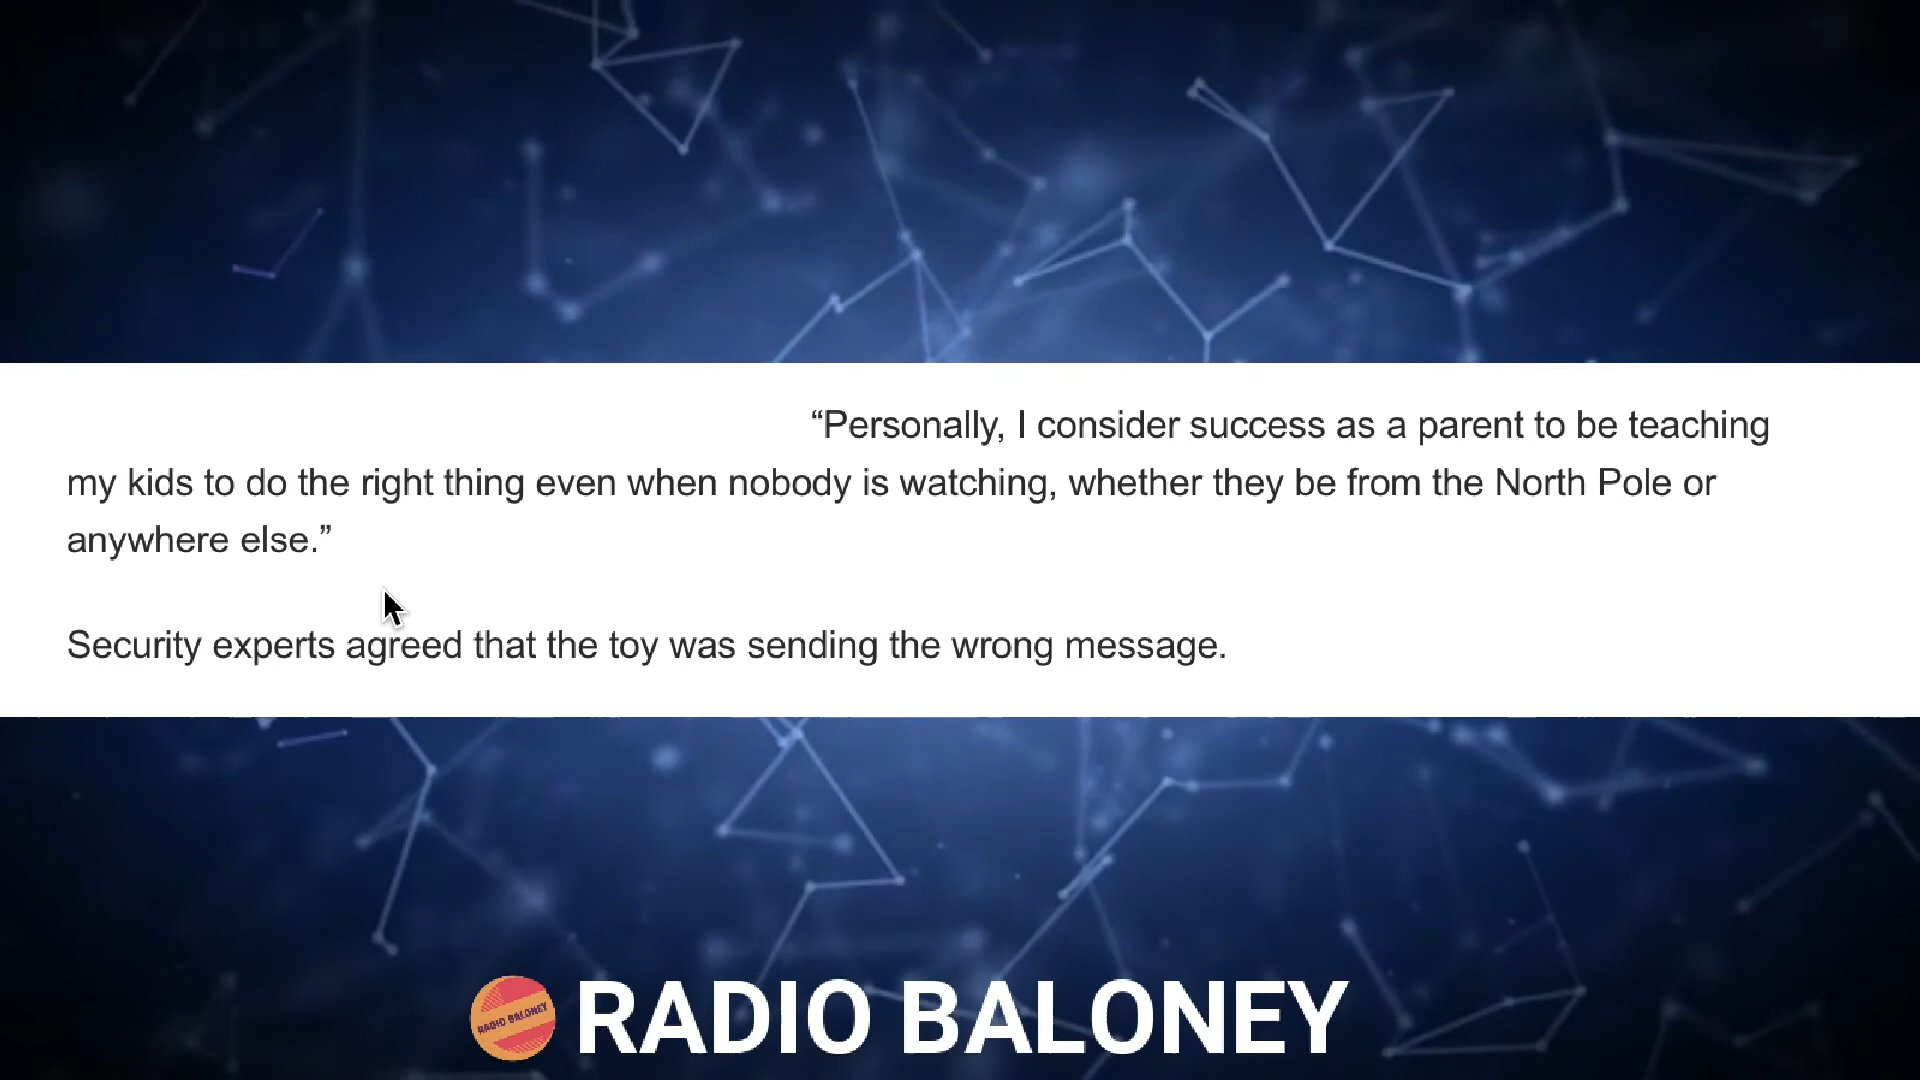 “Personally, I consider success as a parent to be teaching
my kids to do the right thing even when nobody is watching, whether they be from the North Pole or
anywhere else.”
Security experts agreed that the toy was sending the wrong message.
RADIO BALONEY
RADIO BALONEY